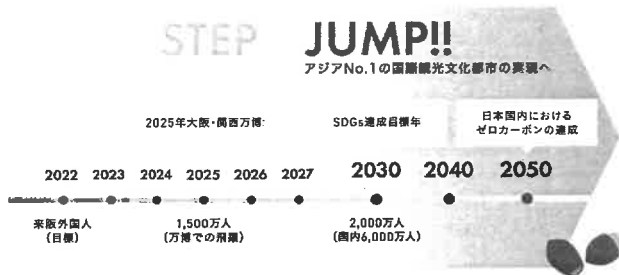 STEP
JUMP!!
アジアNo.1の国際観光文化都市の実現へ
2025年大阪・関西万博
SDGs達成目標年
日本国内における
ゼロカーボンの達成
2022 2023 2024 2025 2026 2027 2030 2040 2050
来阪外国人
(目標)
1,500万人
(万博での飛躍)
2,000万人
(国内6,000万人)